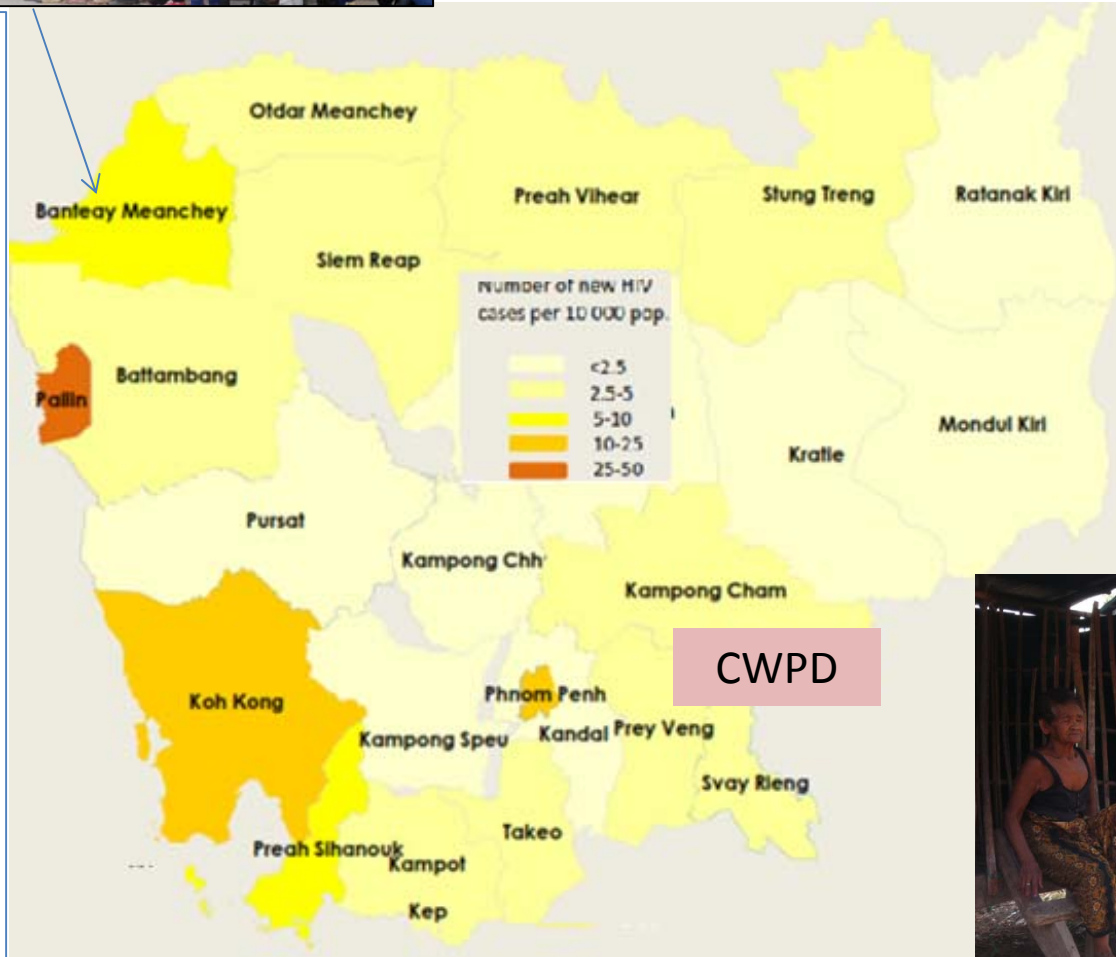 Otdar Meanchey
Banteay Meanchey
Preah Vihear
Stung Treng
Ratanak Kiri
Siem Reap
Number of new HIV
cases per 10 000 pop.
<2.5
2.5-5
5-10
10-25
25-50
Battambang
Pailin
Mondul Kiri
Kratie
Pursat
Kampong Chh
Kampong Cham
CWPD
Koh Kong
Phnom Penh
Kampong Speu
Kandal
Prey Veng
Svay Rieng
Takeo
Preah Sihanouk
Kampot
Kep